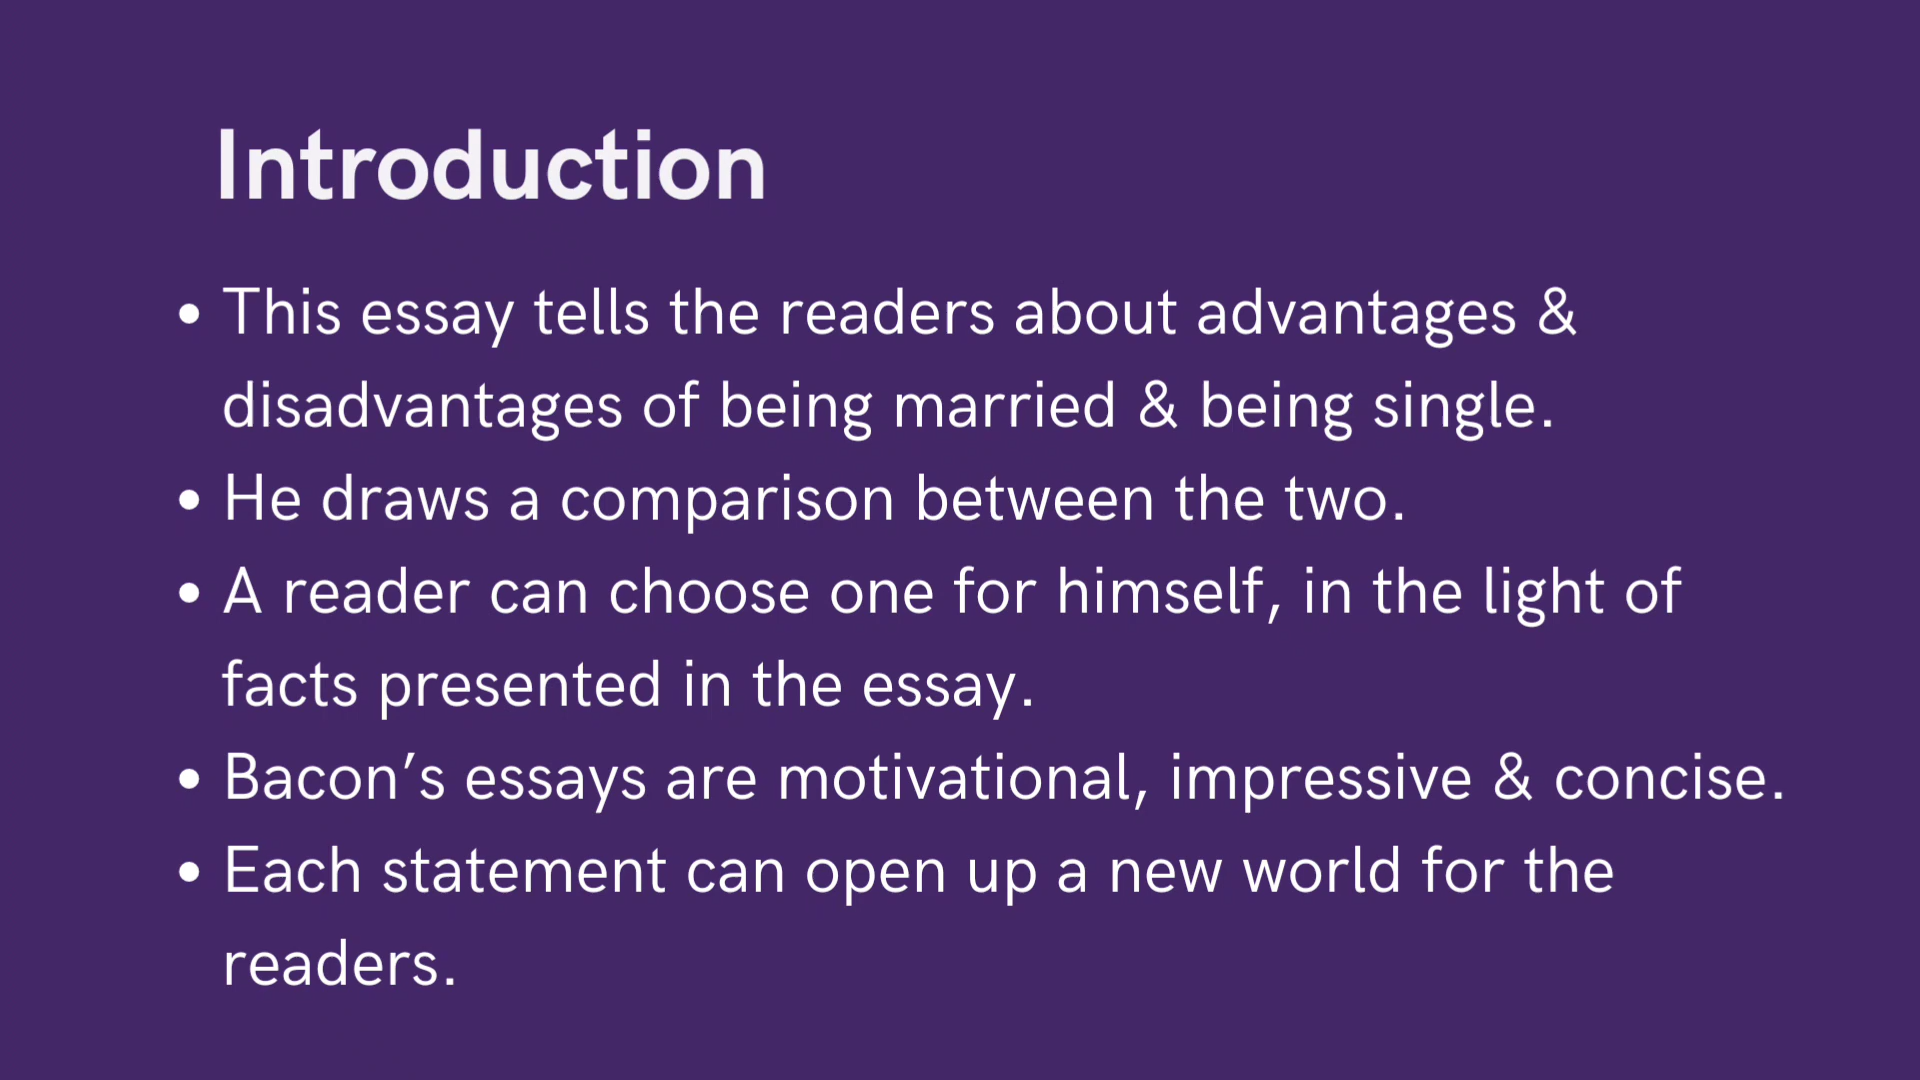 Introduction
• This essay tells the readers about advantages &
disadvantages of being married & being single.
• He draws a comparison between the two.
• A reader can choose one for himself, in the light of
facts presented in the essay.
• Bacon’s essays are motivational, impressive & concise.
• Each statement can open up a new world for the
readers.